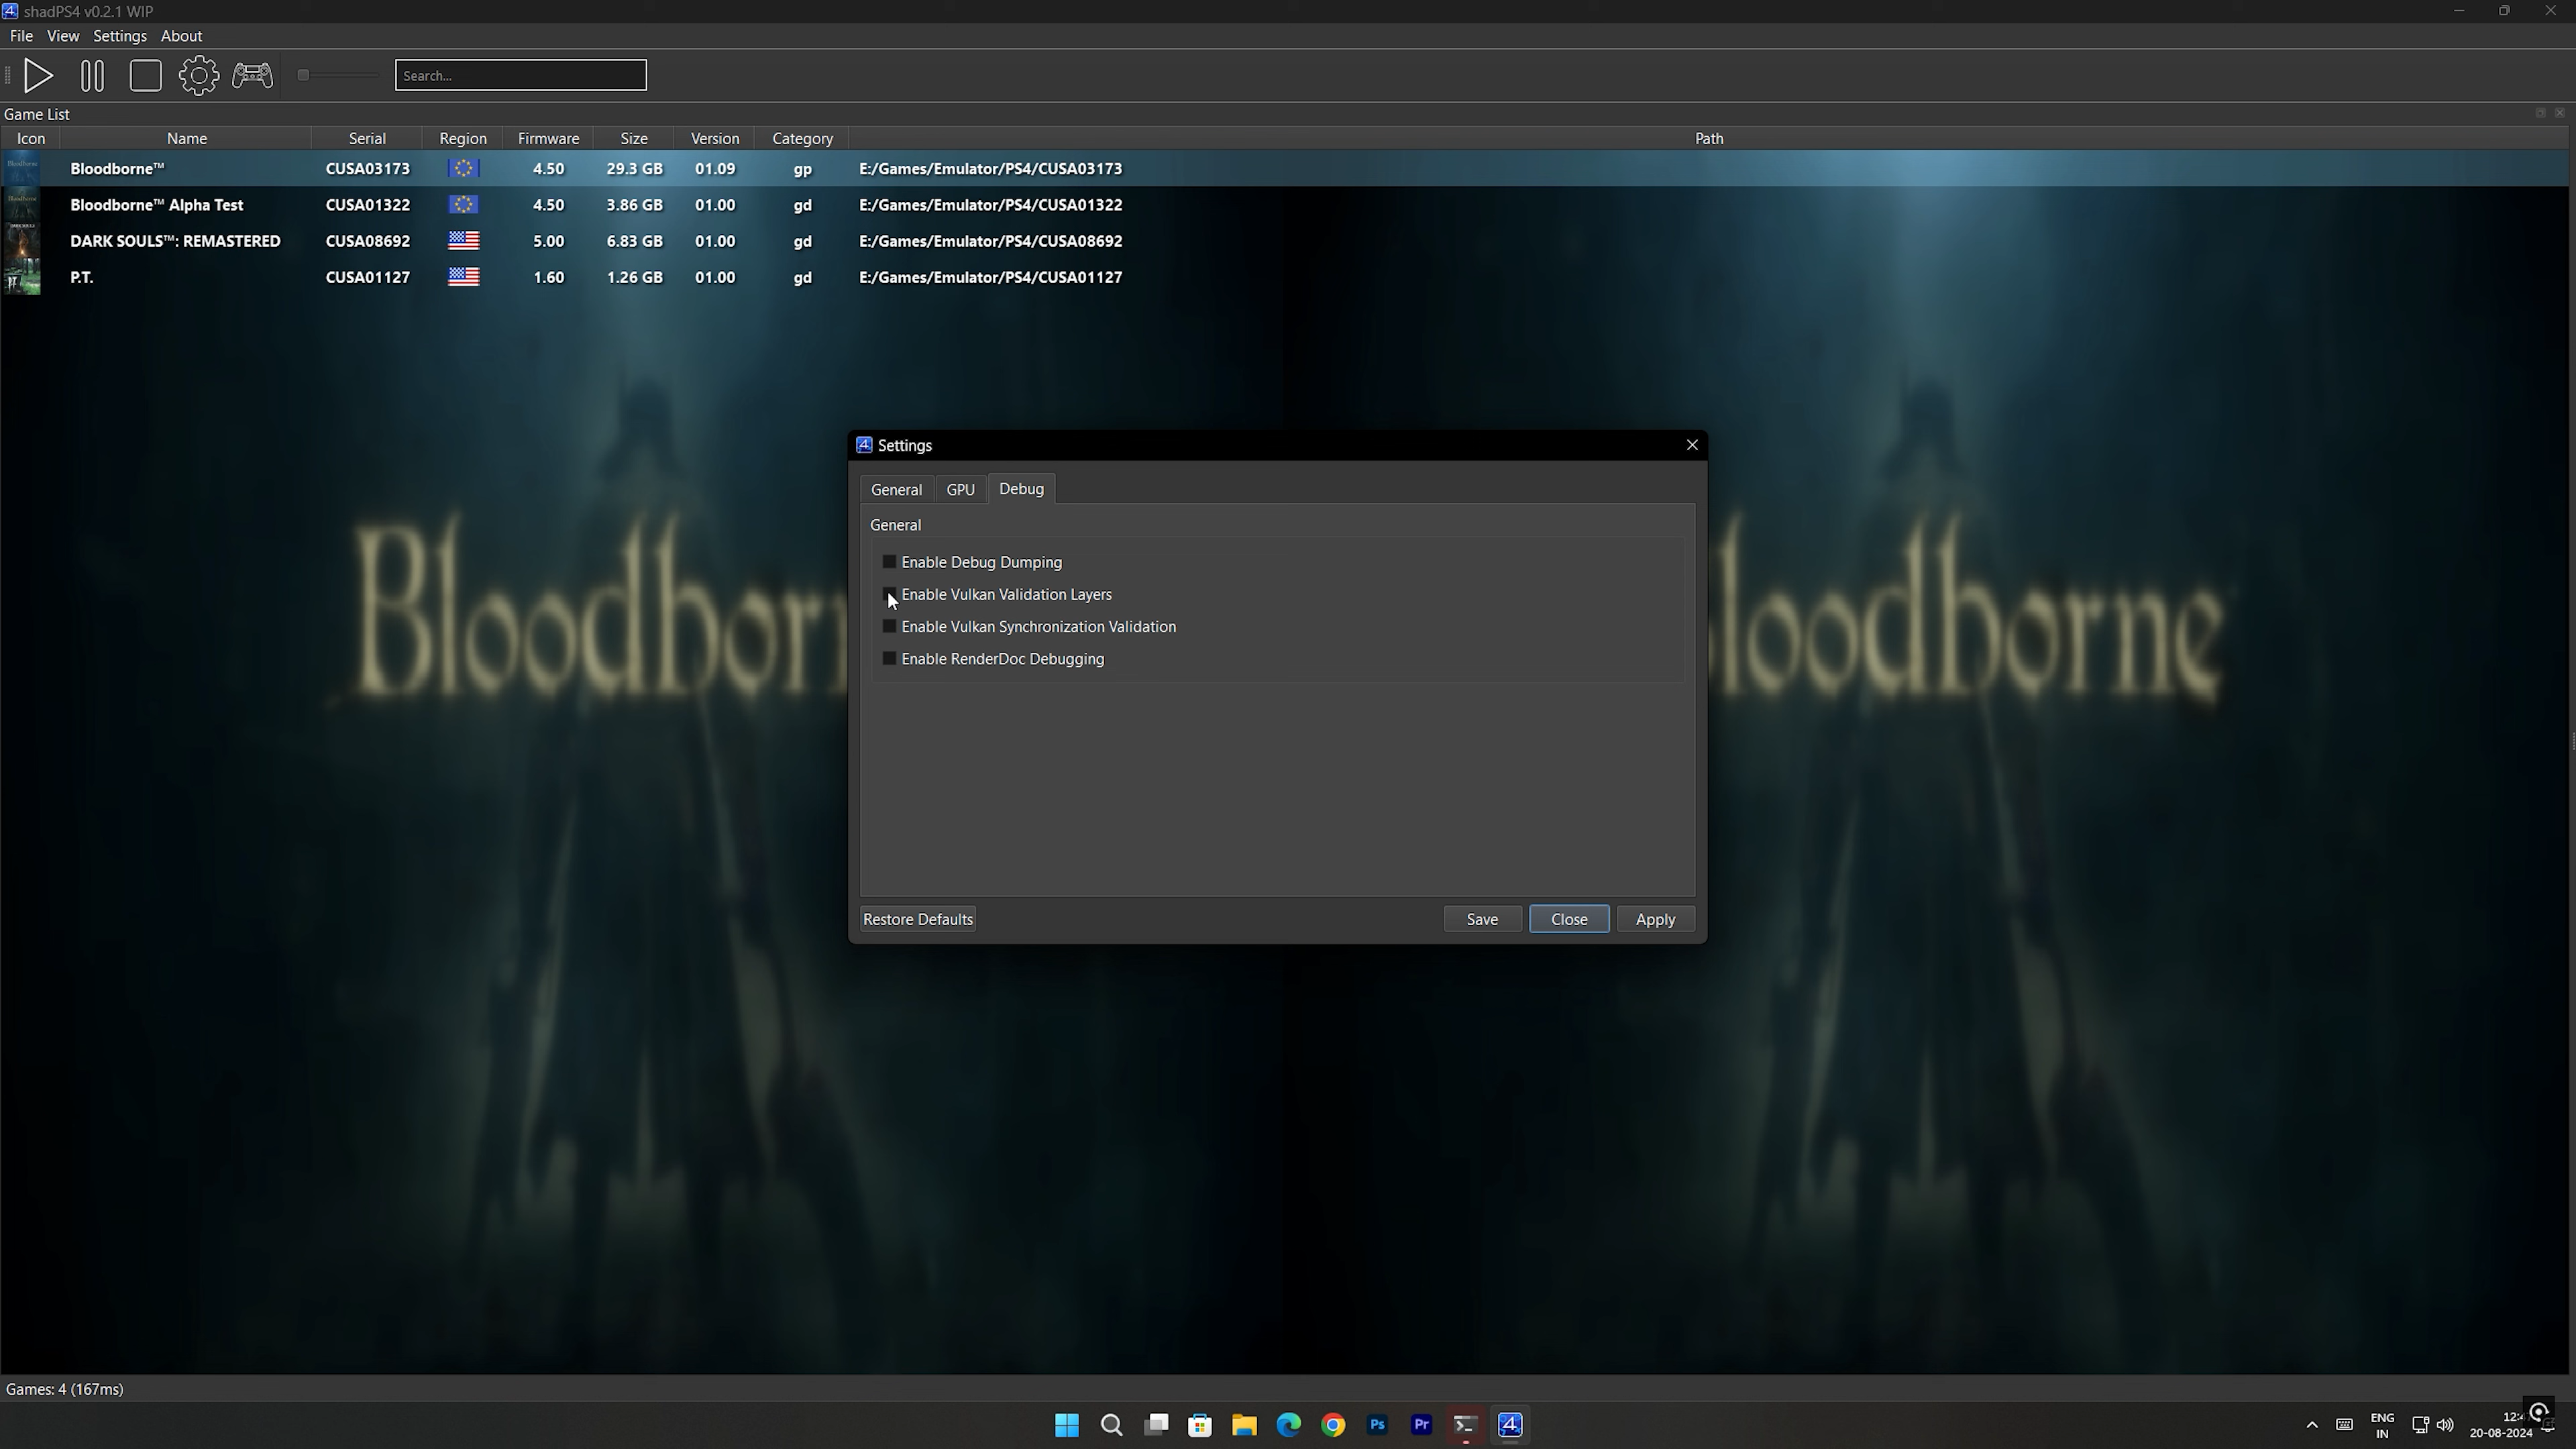 shadPS4 v0.2.1 WIP
File View Settings About
Search...
Game List
Icon Name Serial Region Firmware Size Version Category Path
Bloodborne™ CUSA03173 4.50 29.3 GB 01.09 gp E:/Games/Emulator/PS4/CUSA03173
Bloodborne™ Alpha Test CUSA01322 4.50 3.86 GB 01.00 gd E:/Games/Emulator/PS4/CUSA01322
DARK SOULS™: REMASTERED CUSA08692 5.00 6.83 GB 01.00 gd E:/Games/Emulator/PS4/CUSA08692
P.T. CUSA01127 1.60 1.26 GB 01.00 gd E:/Games/Emulator/PS4/CUSA01127
Settings
General GPU Debug
General
Enable Debug Dumping
Enable Vulkan Validation Layers
Enable Vulkan Synchronization Validation
Enable RenderDoc Debugging
Bloodborn
loodborne
Restore Defaults Save Close Apply
Games: 4 (167ms)
Ps Pr
ENG
IN
20-08-2024